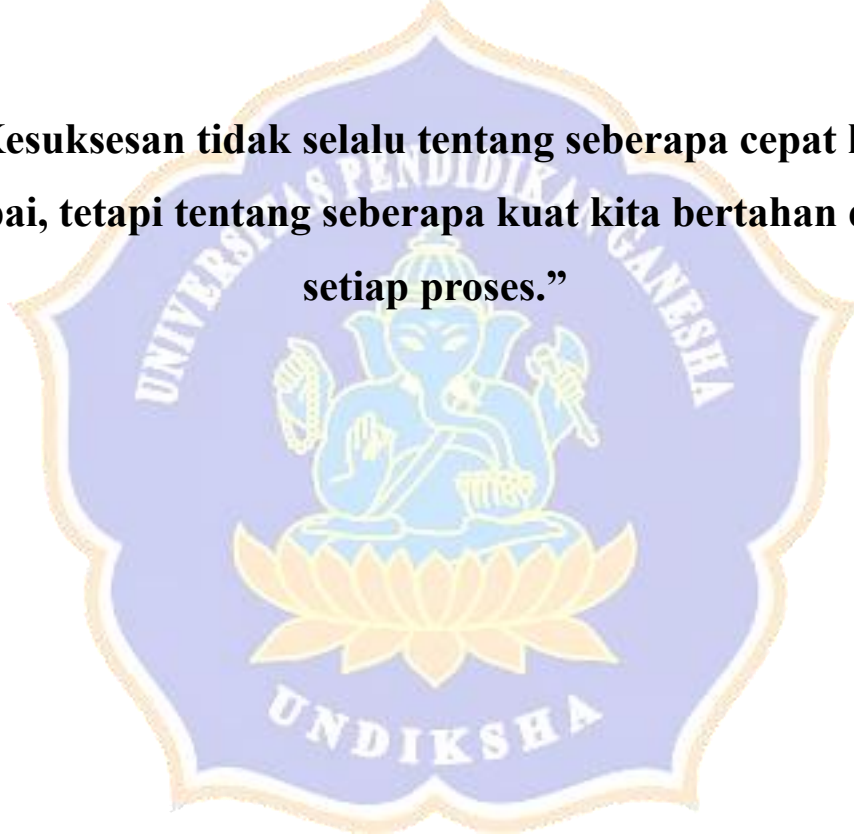 Kesuksesan tidak selalu tentang seberapa cepat
pai, tetapi tentang seberapa kuat kita bertahan
setiap proses.”
UNIVERSITAS PENDIDIKAN GANESHA
UNDIKSHA